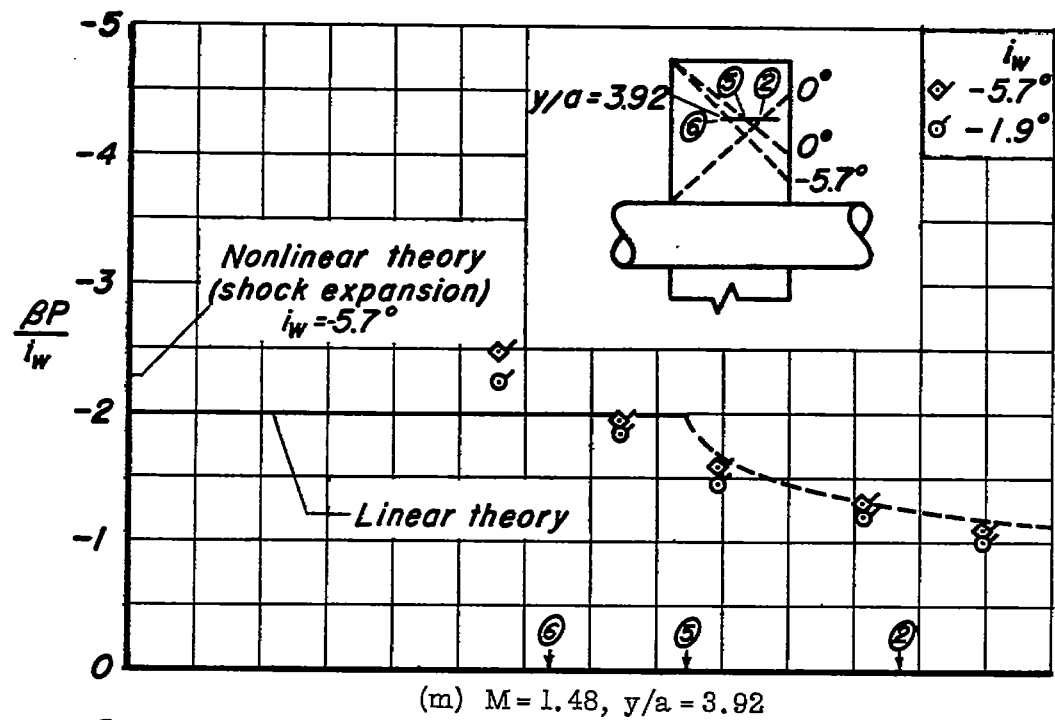 -5
-4
-3
-2
-1
0
βP
i_w
i_w
-5.7°
-1.9°
y/a = 3.92
⑥
⑤
②
0°
0°
-5.7°
Nonlinear theory
(shock expansion)
i_w = -5.7°
Linear theory
⑥
⑤
②
(m) M = 1.48, y/a = 3.92